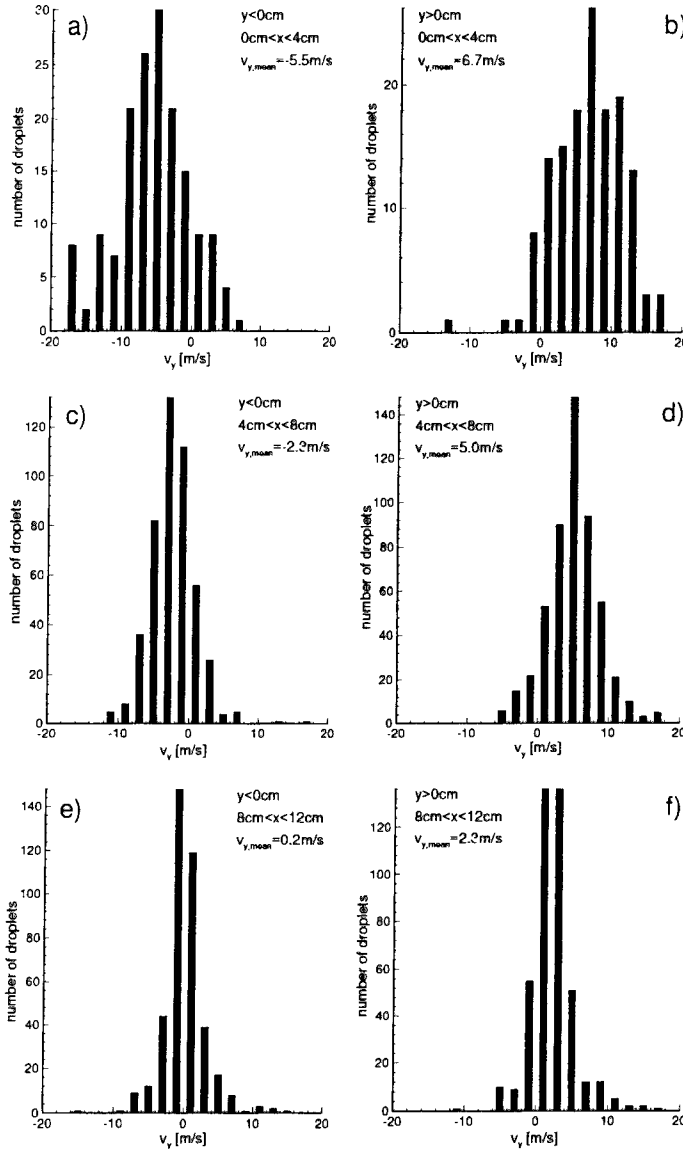 a)
y<0cm
0cm<x<4cm
v_y,mean=-5.5m/s
number of droplets
30
25
20
15
10
5
0
-20
-10
0
10
20
v_y [m/s]
b)
y>0cm
0cm<x<4cm
v_y,mean=6.7m/s
number of droplets
20
10
0
-20
-10
0
10
20
v_y [m/s]
c)
y<0cm
4cm<x<8cm
v_y,mean=-2.3m/s
number of droplets
120
100
80
60
40
20
0
-20
-10
0
10
20
v_y [m/s]
d)
y>0cm
4cm<x<8cm
v_y,mean=5.0m/s
number of droplets
140
120
100
80
60
40
20
0
-20
-10
0
10
20
v_y [m/s]
e)
y<0cm
8cm<x<12cm
v_y,mean=0.2m/s
number of droplets
140
120
100
80
60
40
20
0
-20
-10
0
10
20
v_y [m/s]
f)
y>0cm
8cm<x<12cm
v_y,mean=2.3m/s
number of droplets
120
100
80
60
40
20
0
-20
-10
0
10
20
v_y [m/s]